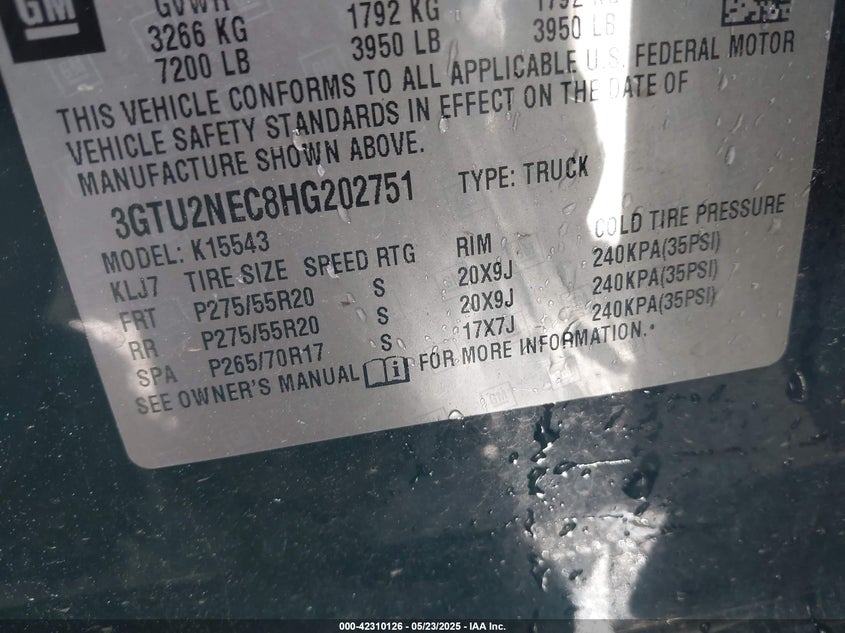 GM
GVWR
3266 KG 1792 KG 1792 KG
7200 LB 3950 LB 3950 LB
THIS VEHICLE CONFORMS TO ALL APPLICABLE U.S. FEDERAL MOTOR
VEHICLE SAFETY STANDARDS IN EFFECT ON THE DATE OF
MANUFACTURE SHOWN ABOVE.
3GTU2NEC8HG202751 TYPE: TRUCK
MODEL: K15543
KLJ7 TIRE SIZE SPEED RTG RIM COLD TIRE PRESSURE
FRT P275/55R20 S 20X9J 240KPA(35PSI)
RR P275/55R20 S 20X9J 240KPA(35PSI)
SPA P265/70R17 S 17X7J 240KPA(35PSI)
SEE OWNER'S MANUAL i FOR MORE INFORMATION.*
000-42310126 - 05/23/2025 - IAA Inc.